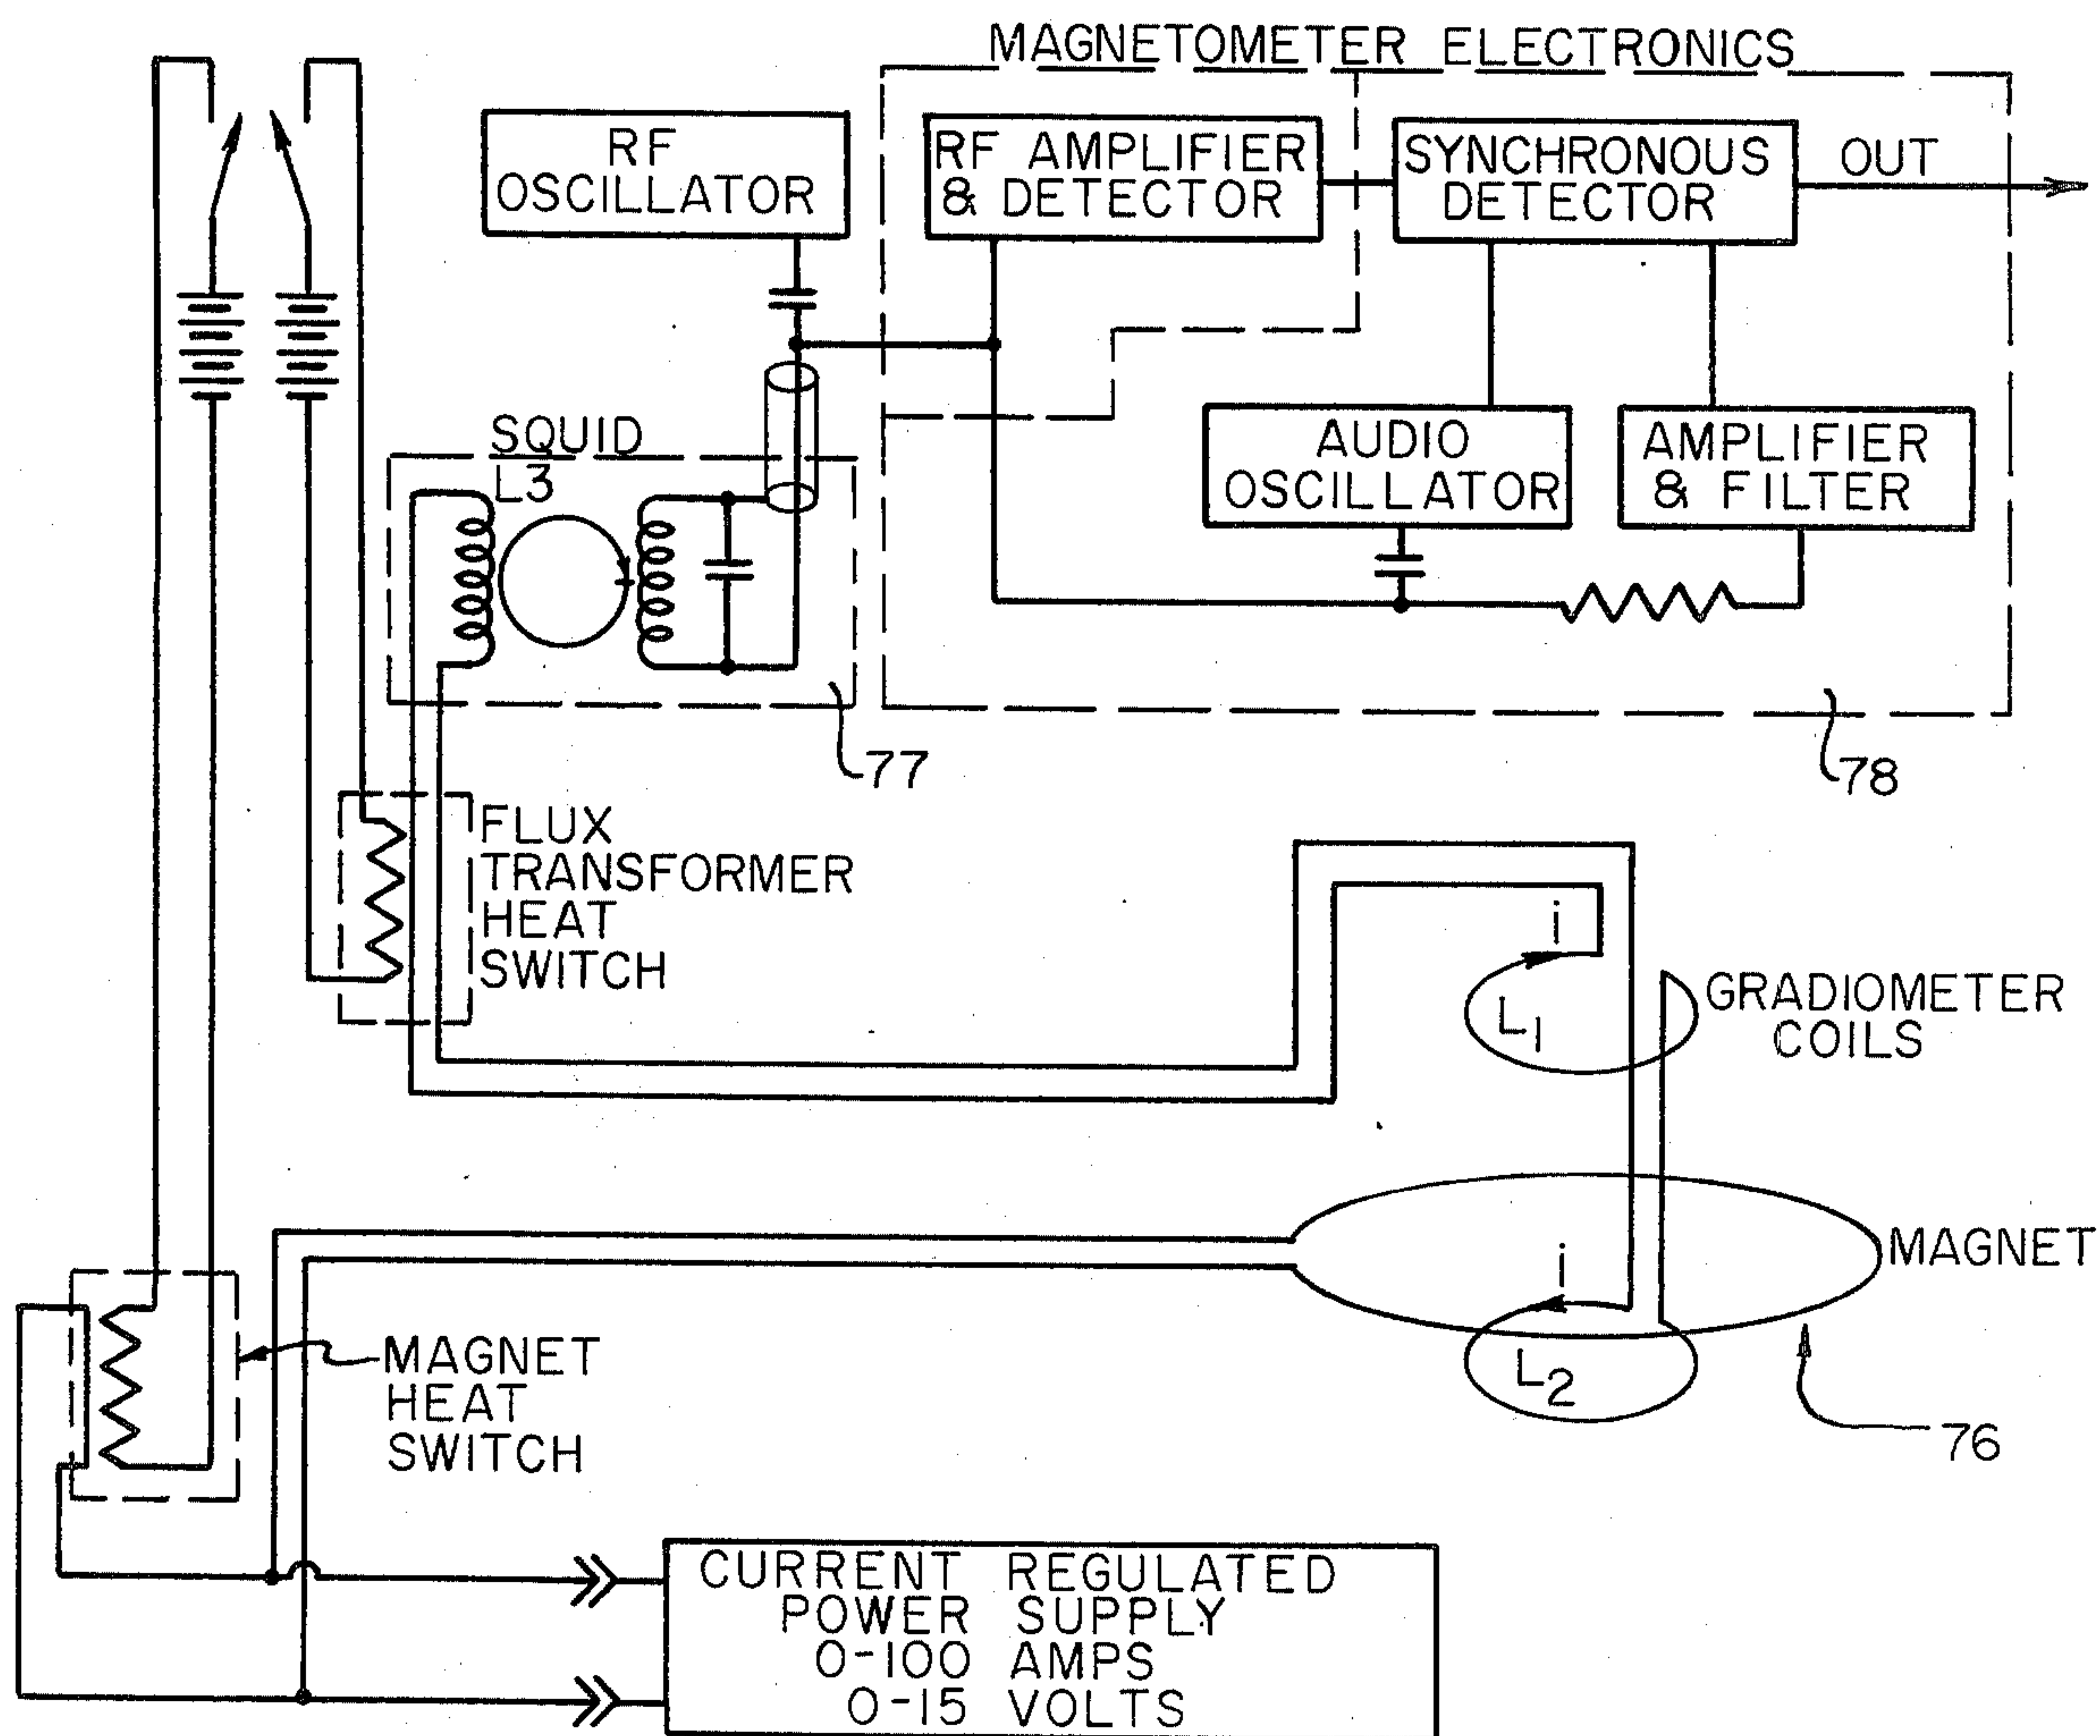 MAGNETOMETER ELECTRONICS
RF
OSCILLATOR
RF AMPLIFIER
& DETECTOR
SYNCHRONOUS
DETECTOR
OUT
SQUID
L3
AUDIO
OSCILLATOR
AMPLIFIER
& FILTER
77
78
FLUX
TRANSFORMER
HEAT
SWITCH
i
L1
GRADIOMETER
COILS
MAGNET
i
L2
76
MAGNET
HEAT
SWITCH
CURRENT REGULATED
POWER SUPPLY
0-100 AMPS
0-15 VOLTS